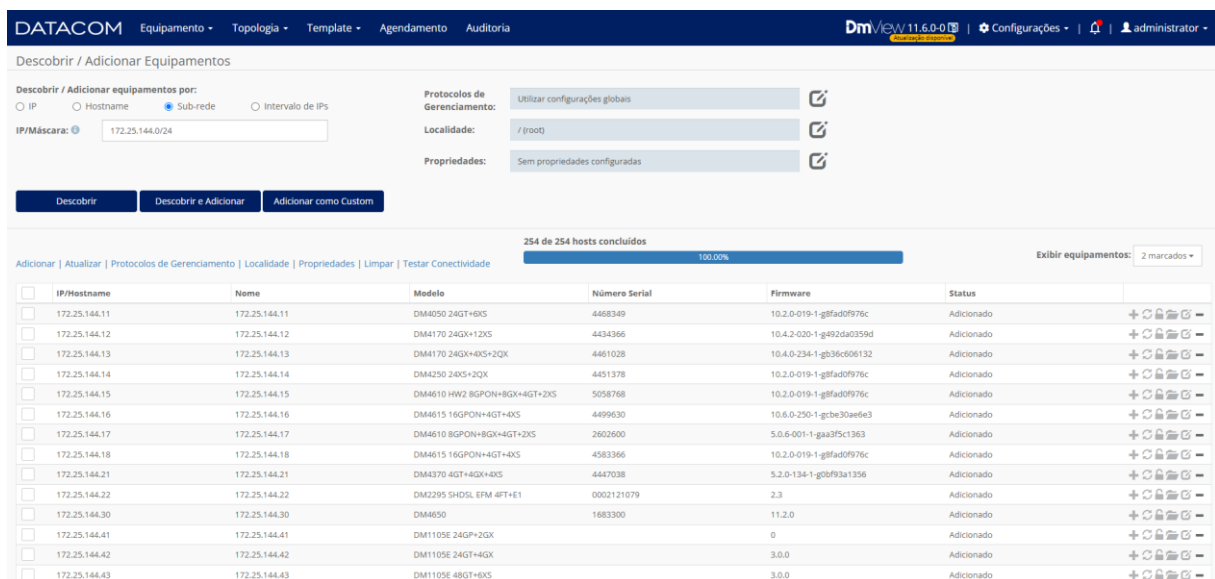 DATACOM Equipamento Topologia Template Agendamento Auditoria DmView 11.6.0-0 | Configurações | | administrator
Atualização disponível
Descobrir / Adicionar Equipamentos
Descobrir / Adicionar equipamentos por:
IP Hostname Sub-rede Intervalo de IPs
IP/Máscara: 172.25.144.0/24
Protocolos de Gerenciamento: Utilizar configurações globais
Localidade: / (root)
Propriedades: Sem propriedades configuradas
Descobrir Descobrir e Adicionar Adicionar como Custom
254 de 254 hosts concluídos
100.00%
Exibir equipamentos: 2 marcados
Adicionar | Atualizar | Protocolos de Gerenciamento | Localidade | Propriedades | Limpar | Testar Conectividade
IP/Hostname Nome Modelo Número Serial Firmware Status
172.25.144.11 172.25.144.11 DM4050 24GT+6XS 4468349 10.2.0-019-1-g8fad0f976c Adicionado
172.25.144.12 172.25.144.12 DM4170 24GX+12XS 4434366 10.4.2-020-1-g492da0359d Adicionado
172.25.144.13 172.25.144.13 DM4170 24GX+4XS+2QX 4461028 10.4.0-234-1-gb36c606132 Adicionado
172.25.144.14 172.25.144.14 DM4250 24XS+2QX 4451378 10.2.0-019-1-g8fad0f976c Adicionado
172.25.144.15 172.25.144.15 DM4610 HW2 8GPON+8GX+4GT+2XS 5058768 10.2.0-019-1-g8fad0f976c Adicionado
172.25.144.16 172.25.144.16 DM4615 16GPON+4GT+4XS 4499630 10.6.0-250-1-gcbe30ae6e3 Adicionado
172.25.144.17 172.25.144.17 DM4610 8GPON+8GX+4GT+2XS 2602600 5.0.6-001-1-gaa3f5c1363 Adicionado
172.25.144.18 172.25.144.18 DM4615 16GPON+4GT+4XS 4583366 10.2.0-019-1-g8fad0f976c Adicionado
172.25.144.21 172.25.144.21 DM4370 4GT+4GX+4XS 4447038 5.2.0-134-1-g0bf93a1356 Adicionado
172.25.144.22 172.25.144.22 DM2295 SHDSL EFM 4FT+E1 0002121079 2.3 Adicionado
172.25.144.30 172.25.144.30 DM4650 1683300 11.2.0 Adicionado
172.25.144.41 172.25.144.41 DM1105E 24GP+2GX 0 Adicionado
172.25.144.42 172.25.144.42 DM1105E 24GT+4GX 3.0.0 Adicionado
172.25.144.43 172.25.144.43 DM1105E 48GT+6XS 3.0.0 Adicionado